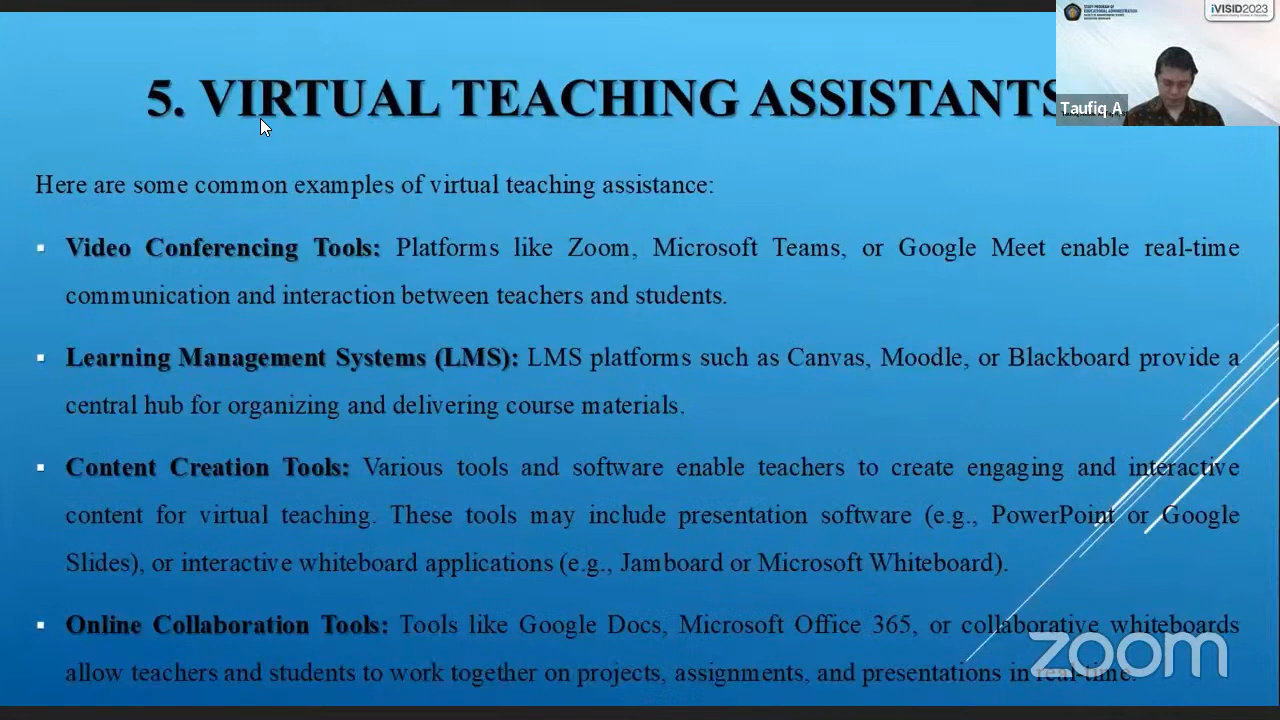 5. VIRTUAL TEACHING ASSISTANTS
iVISID2023
Taufiq A
Here are some common examples of virtual teaching assistance:
▪ Video Conferencing Tools: Platforms like Zoom, Microsoft Teams, or Google Meet enable real-time
communication and interaction between teachers and students.
▪ Learning Management Systems (LMS): LMS platforms such as Canvas, Moodle, or Blackboard provide a
central hub for organizing and delivering course materials.
▪ Content Creation Tools: Various tools and software enable teachers to create engaging and interactive
content for virtual teaching. These tools may include presentation software (e.g., PowerPoint or Google
Slides), or interactive whiteboard applications (e.g., Jamboard or Microsoft Whiteboard).
▪ Online Collaboration Tools: Tools like Google Docs, Microsoft Office 365, or collaborative whiteboards
allow teachers and students to work together on projects, assignments, and presentations in real-time.
zoom